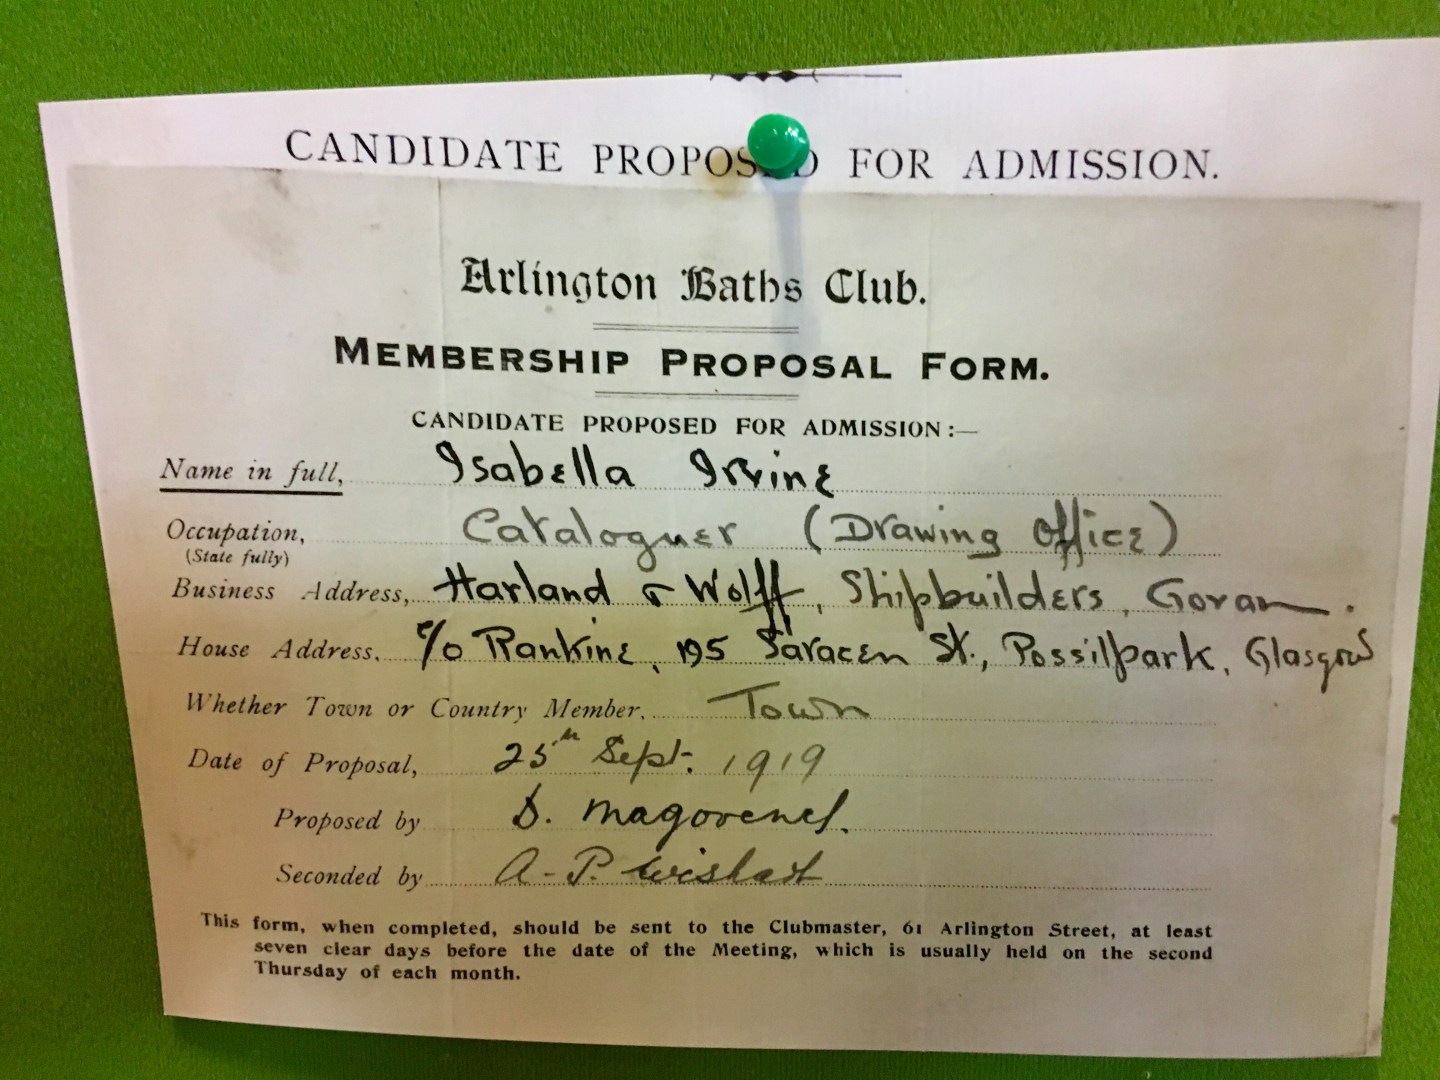 CANDIDATE PROPOSED FOR ADMISSION.
Arlington Baths Club.
MEMBERSHIP PROPOSAL FORM.
CANDIDATE PROPOSED FOR ADMISSION:—
Name in full, Isabella Irvine
Occupation, Cataloguer (Drawing Office)
(State fully)
Business Address, Harland & Wolff, Shipbuilders, Govan.
House Address. c/o Rankine, 195 Saracen St., Possilpark, Glasgow
Whether Town or Country Member. Town
Date of Proposal, 25th Sept. 1919
Proposed by D.
Seconded by A. P. Wishart
This form, when completed, should be sent to the Clubmaster, 61 Arlington Street, at least
seven clear days before the date of the Meeting, which is usually held on the second
Thursday of each month.